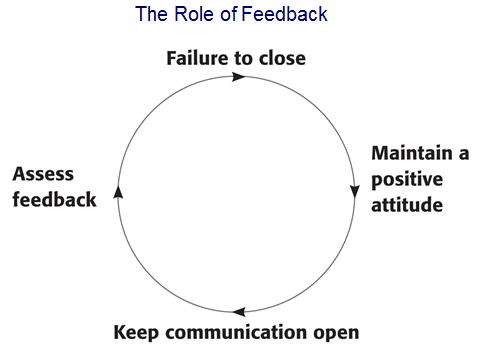 The Role of Feedback
Failure to close
Maintain a
positive
attitude
Keep communication open
Assess
feedback